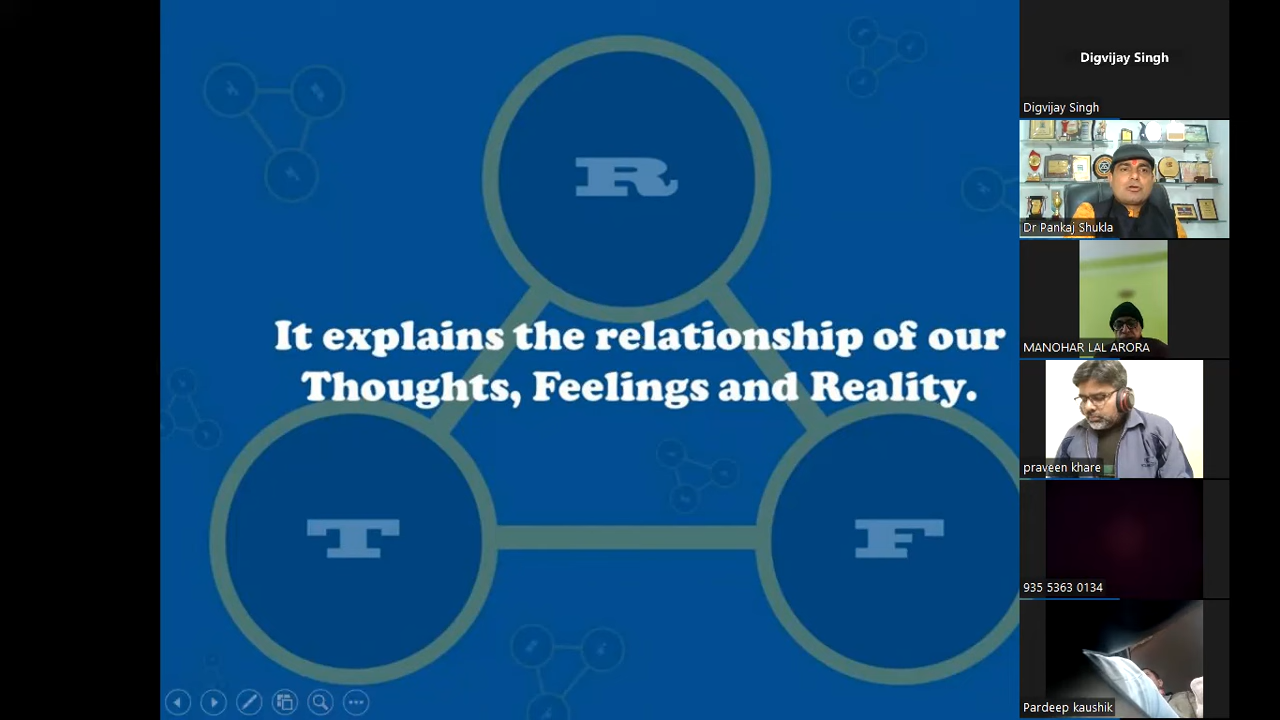 R
It explains the relationship of our
Thoughts, Feelings and Reality.
T
F
Digvijay Singh
Digvijay Singh
Dr Pankaj Shukla
MANOHAR LAL ARORA
praveen khare
935 5363 0134
Pardeep kaushik